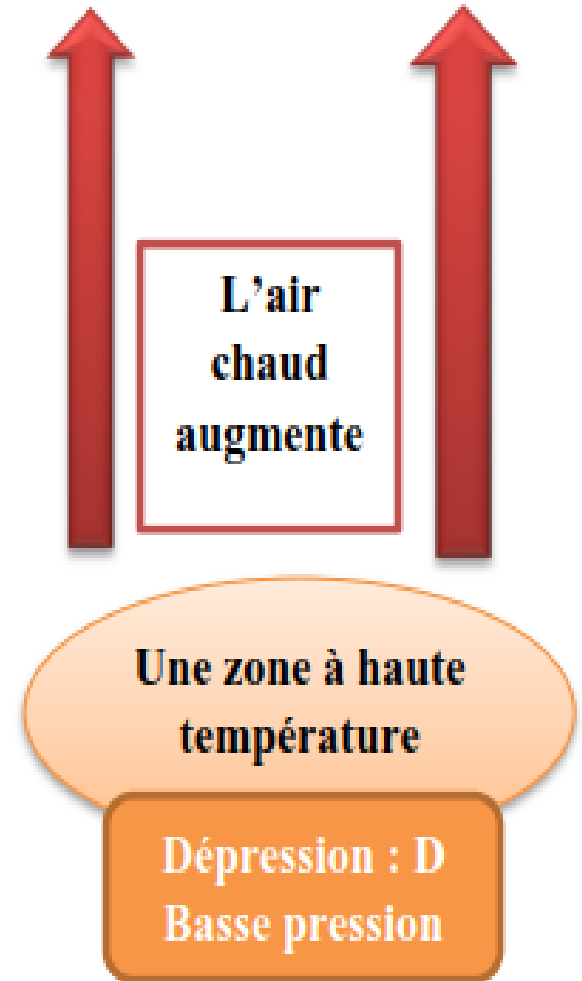 L’air
chaud
augmente
Une zone à haute
température
Dépression : D
Basse pression